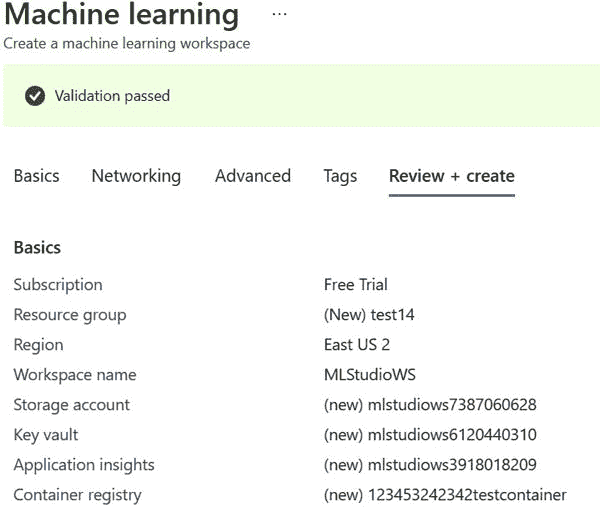 Machine learning ...
Create a machine learning workspace
Validation passed
Basics Networking Advanced Tags Review + create
Basics
Subscription Free Trial
Resource group (New) test14
Region East US 2
Workspace name MLStudioWS
Storage account (new) mlstudiows7387060628
Key vault (new) mlstudiows6120440310
Application insights (new) mlstudiows3918018209
Container registry (new) 123453242342testcontainer